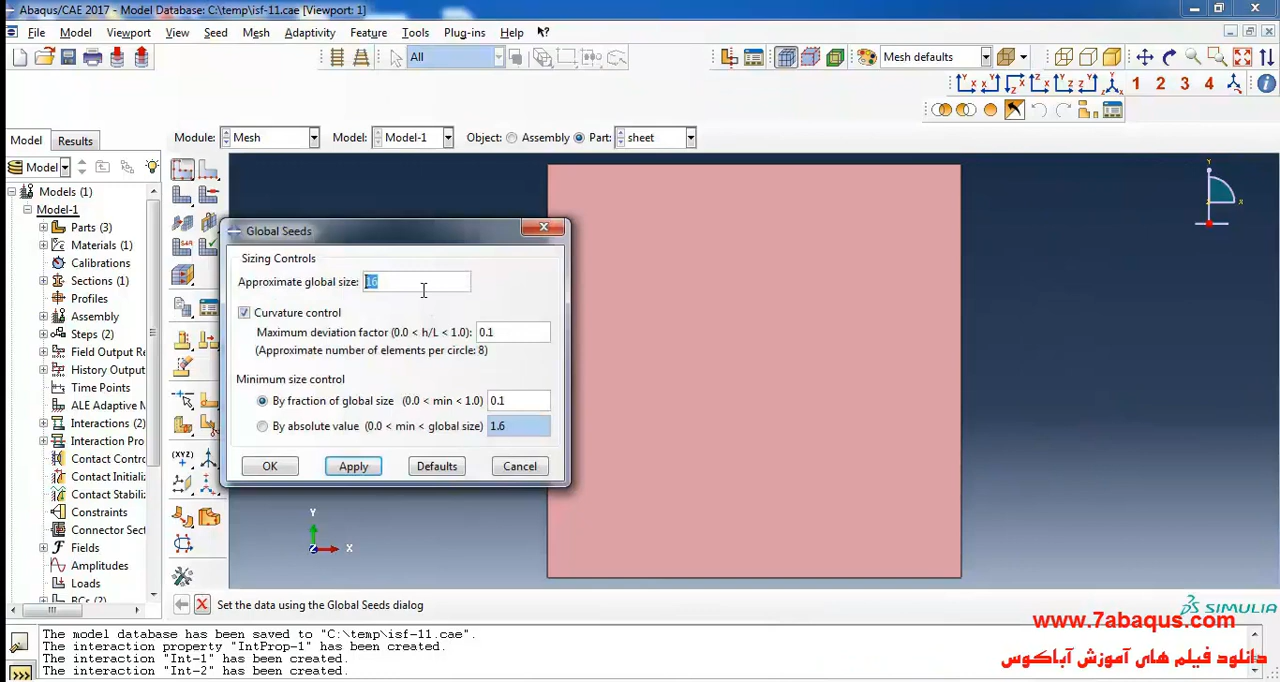 Abaqus/CAE 2017 - Model Database: C:\temp\isf-11.cae [Viewport: 1]
File Model Viewport View Seed Mesh Adaptivity Feature Tools Plug-ins Help
All Mesh defaults
1 2 3 4
Model Results Module: Mesh Model: Model-1 Object: Assembly Part: sheet
Model
Models (1)
Model-1
Parts (3)
Materials (1)
Calibrations
Sections (1)
Profiles
Assembly
Steps (2)
Field Output R
History Output
Time Points
ALE Adaptive M
Interactions (2)
Interaction Pro
Contact Contro
Contact Initializ
Contact Stabiliz
Constraints
Connector Sect
Fields
Amplitudes
Loads
BCs (2)
Global Seeds
Sizing Controls
Approximate global size: 16
Curvature control
Maximum deviation factor (0.0 < h/L < 1.0): 0.1
(Approximate number of elements per circle: 8)
Minimum size control
By fraction of global size (0.0 < min < 1.0) 0.1
By absolute value (0.0 < min < global size) 1.6
OK Apply Defaults Cancel
Y
X
Y
Z X
Set the data using the Global Seeds dialog
SIMULIA
The model database has been saved to "C:\temp\isf-11.cae".
The interaction property "IntProp-1" has been created.
The interaction "Int-1" has been created.
The interaction "Int-2" has been created.
www.7abaqus.com
دانلود فیلم های آموزش آباکوس